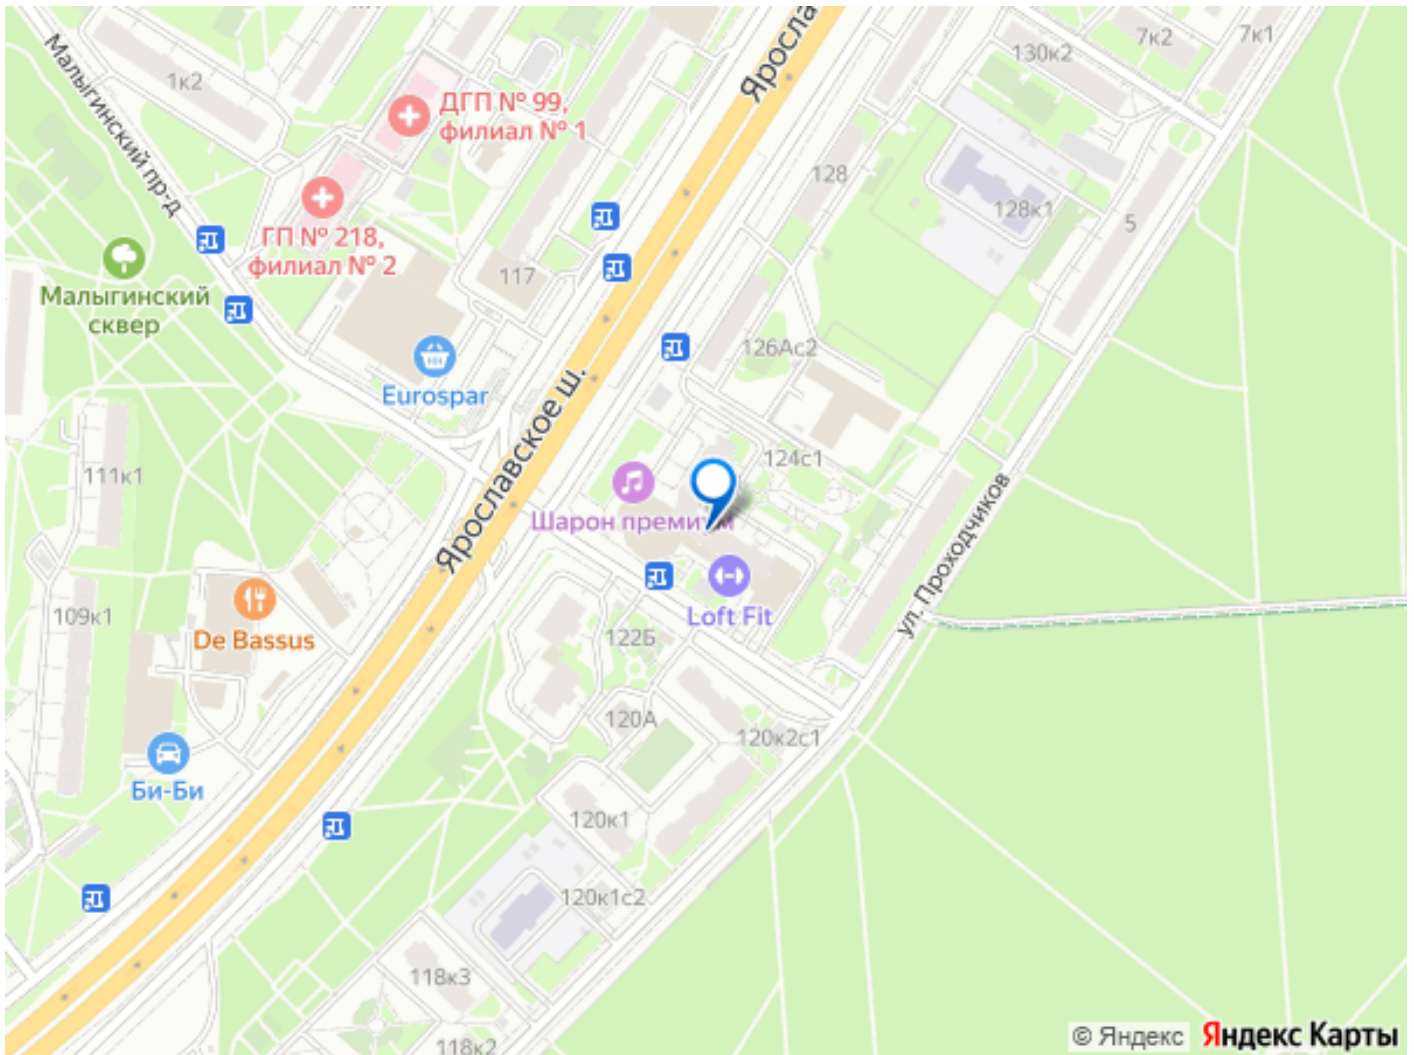 Яросла
130к2
7к2
7к1
Малыгинский пр-д
1к2
ДГП № 99,
филиал № 1
128
128к1
5
ГП № 218,
филиал № 2
117
Малыгинский
сквер
126Ас2
Eurospar
Ярославское ш.
124с1
111к1
Шарон премиум
ул. Проходчиков
Loft Fit
109к1
De Bassus
122Б
120А
120к2с1
Би-Би
120к1
120к1с2
118к3
118к2
© Яндекс Яндекс Карты